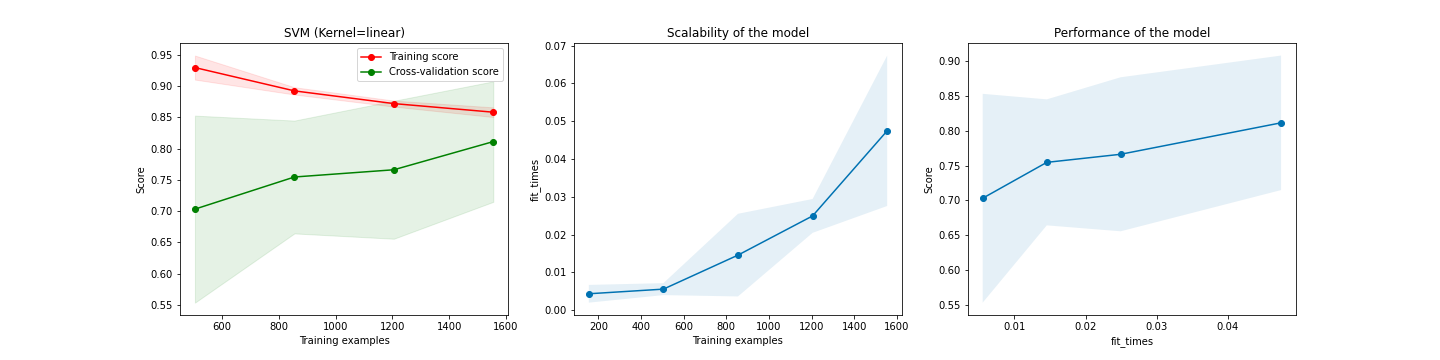 SVM (Kernel=linear)
Score
0.95
0.90
0.85
0.80
0.75
0.70
0.65
0.60
0.55
Training score
Cross-validation score
600 800 1000 1200 1400 1600
Training examples
Scalability of the model
fit_times
0.07
0.06
0.05
0.04
0.03
0.02
0.01
0.00
200 400 600 800 1000 1200 1400 1600
Training examples
Performance of the model
Score
0.90
0.85
0.80
0.75
0.70
0.65
0.60
0.55
0.01 0.02 0.03 0.04
fit_times